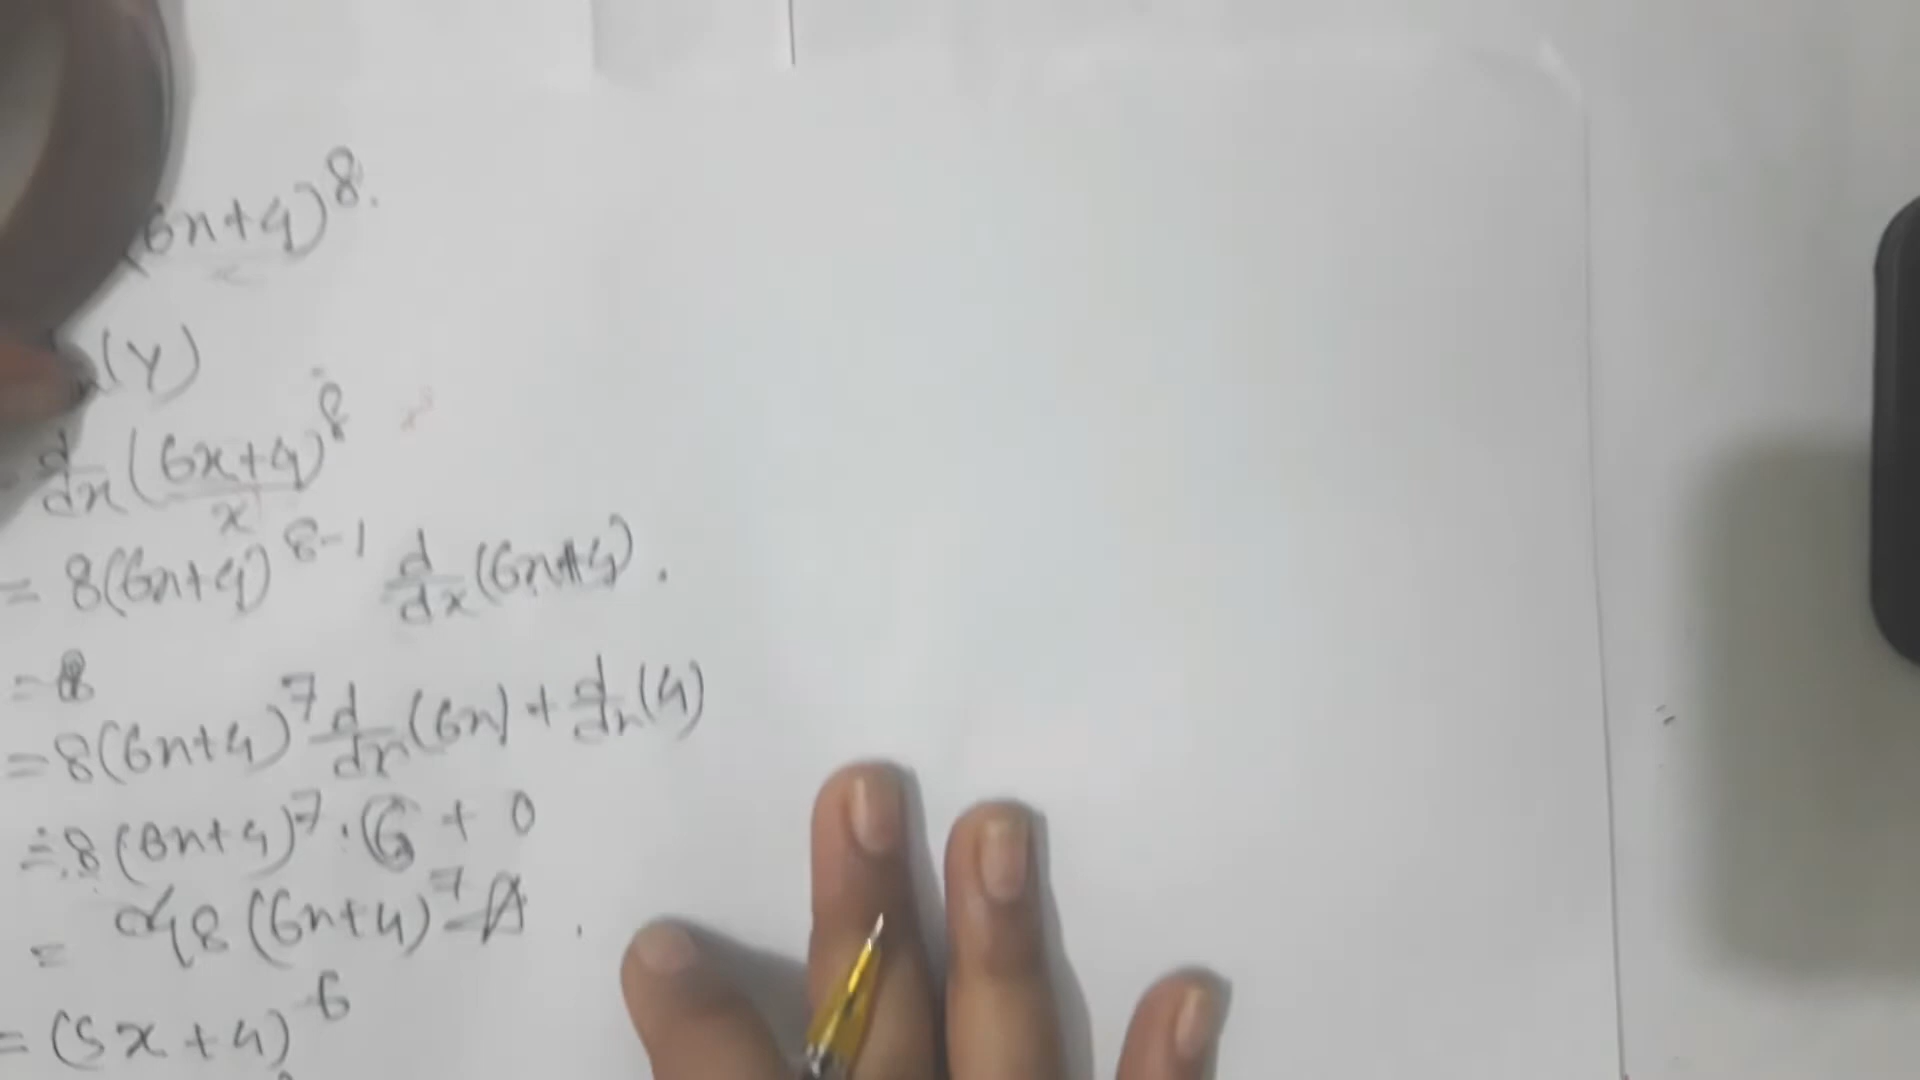 (6x+4)^8.
(y)
d/dx (6x+4)^8
x
= 8(6x+4)^8-1 d/dx (6x+4).
= 8
= 8(6x+4)^7 d/dx (6x) + d/dx (4)
= 8(6x+4)^7 . 6 + 0
= 48 (6x+4)^7 .
= (5x+4)^-6